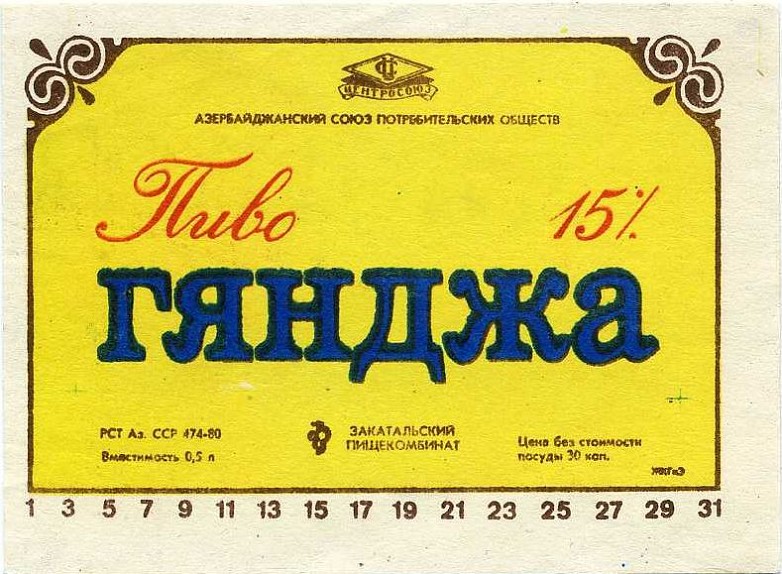 ЦЕНТРОСОЮЗ
АЗЕРБАЙДЖАНСКИЙ СОЮЗ ПОТРЕБИТЕЛЬСКИХ ОБЩЕСТВ
Пиво 15%
ГЯНДЖА
РСТ Аз. ССР 474-80
Вместимость 0,5 л
ЗАКАТАЛЬСКИЙ
ПИЩЕКОМБИНАТ
Цена без стоимости
посуды 30 коп.
1 3 5 7 9 11 13 15 17 19 21 23 25 27 29 31